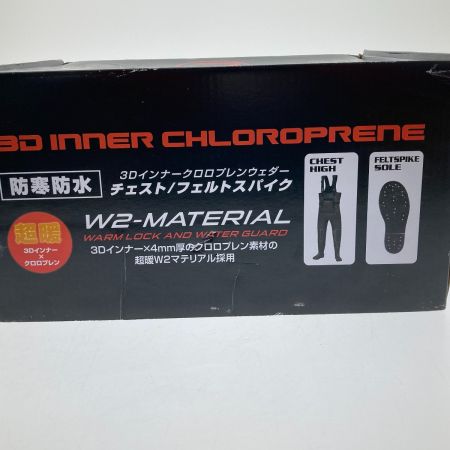 3D INNER CHLOROPRENE
防寒防水
3Dインナークロロプレンウェダー
チェスト/フェルトスパイク
超暖
3Dインナー
×
クロロプレン
W2-MATERIAL
WARM LOCK AND WATER GUARD
3Dインナー×4mm厚のクロロプレン素材の
超暖W2マテリアル採用
CHEST
HIGH
FELTSPIKE
SOLE